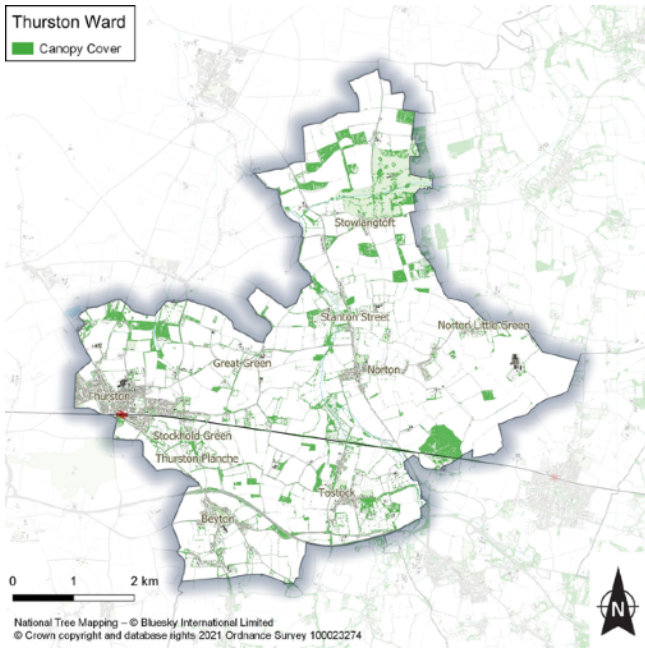 Thurston Ward
Canopy Cover
Stowlangtoft
Stanton Street
Norton Little Green
Great Green
Norton
Thurston
Stockhold Green
Thurston Planche
Tostock
Beyton
0 1 2 km
N
National Tree Mapping – © Bluesky International Limited
© Crown copyright and database rights 2021 Ordnance Survey 100023274